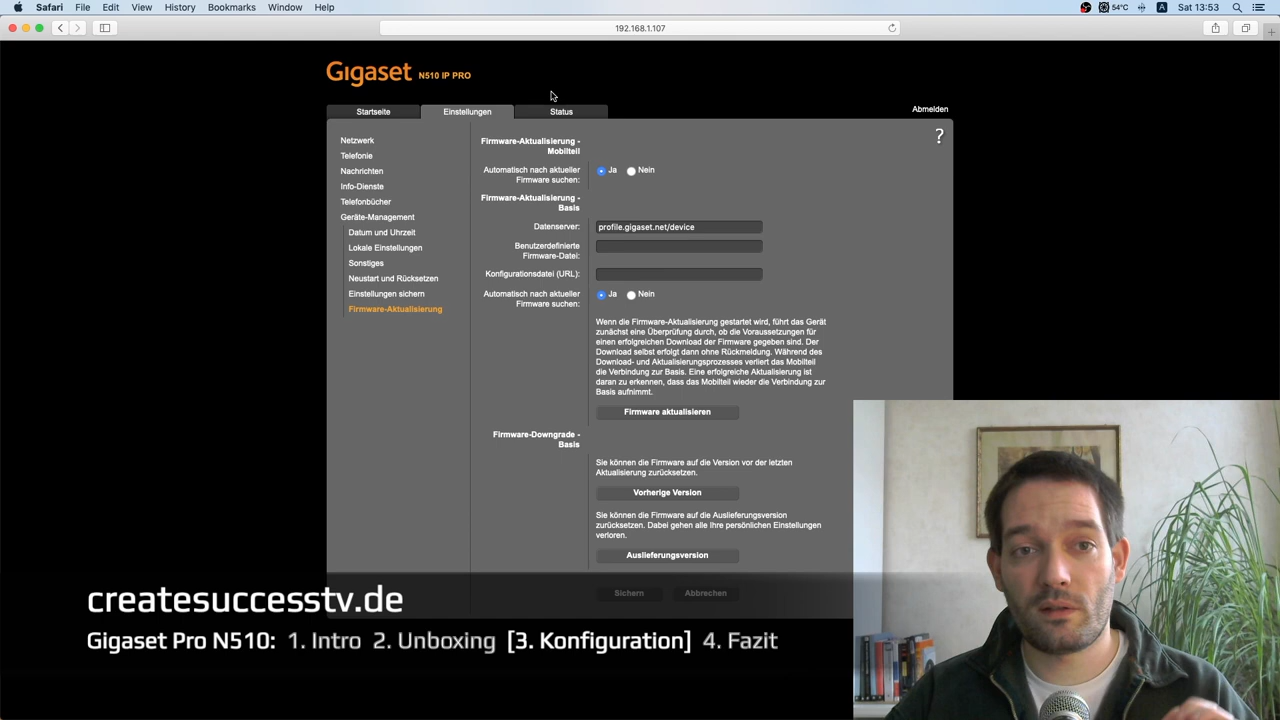 Safari File Edit View History Bookmarks Window Help
54°C
Sat 13:53
192.168.1.107
Gigaset N510 IP PRO
Startseite
Einstellungen
Status
Abmelden
?
Netzwerk
Telefonie
Nachrichten
Info-Dienste
Telefonbücher
Geräte-Management
Datum und Uhrzeit
Lokale Einstellungen
Sonstiges
Neustart und Rücksetzen
Einstellungen sichern
Firmware-Aktualisierung
Firmware-Aktualisierung -
Mobilteil
Automatisch nach aktueller
Firmware suchen:
Ja Nein
Firmware-Aktualisierung -
Basis
Datenserver:
profile.gigaset.net/device
Benutzerdefinierte
Firmware-Datei:
Konfigurationsdatei (URL):
Automatisch nach aktueller
Firmware suchen:
Ja Nein
Wenn die Firmware-Aktualisierung gestartet wird, führt das Gerät
zunächst eine Überprüfung durch, ob die Voraussetzungen für
einen erfolgreichen Download der Firmware gegeben sind. Der
Download selbst erfolgt dann ohne Rückmeldung. Während des
Download- und Aktualisierungsprozesses verliert das Mobilteil
die Verbindung zur Basis. Eine erfolgreiche Aktualisierung ist
daran zu erkennen, dass das Mobilteil wieder die Verbindung zur
Basis aufnimmt.
Firmware aktualisieren
Firmware-Downgrade -
Basis
Sie können die Firmware auf die Version vor der letzten
Aktualisierung zurücksetzen.
Vorherige Version
Sie können die Firmware auf die Auslieferungsversion
zurücksetzen. Dabei gehen alle Ihre persönlichen Einstellungen
verloren.
Auslieferungsversion
Sichern
Abbrechen
createsuccesstv.de
Gigaset Pro N510: 1. Intro 2. Unboxing [3. Konfiguration] 4. Fazit